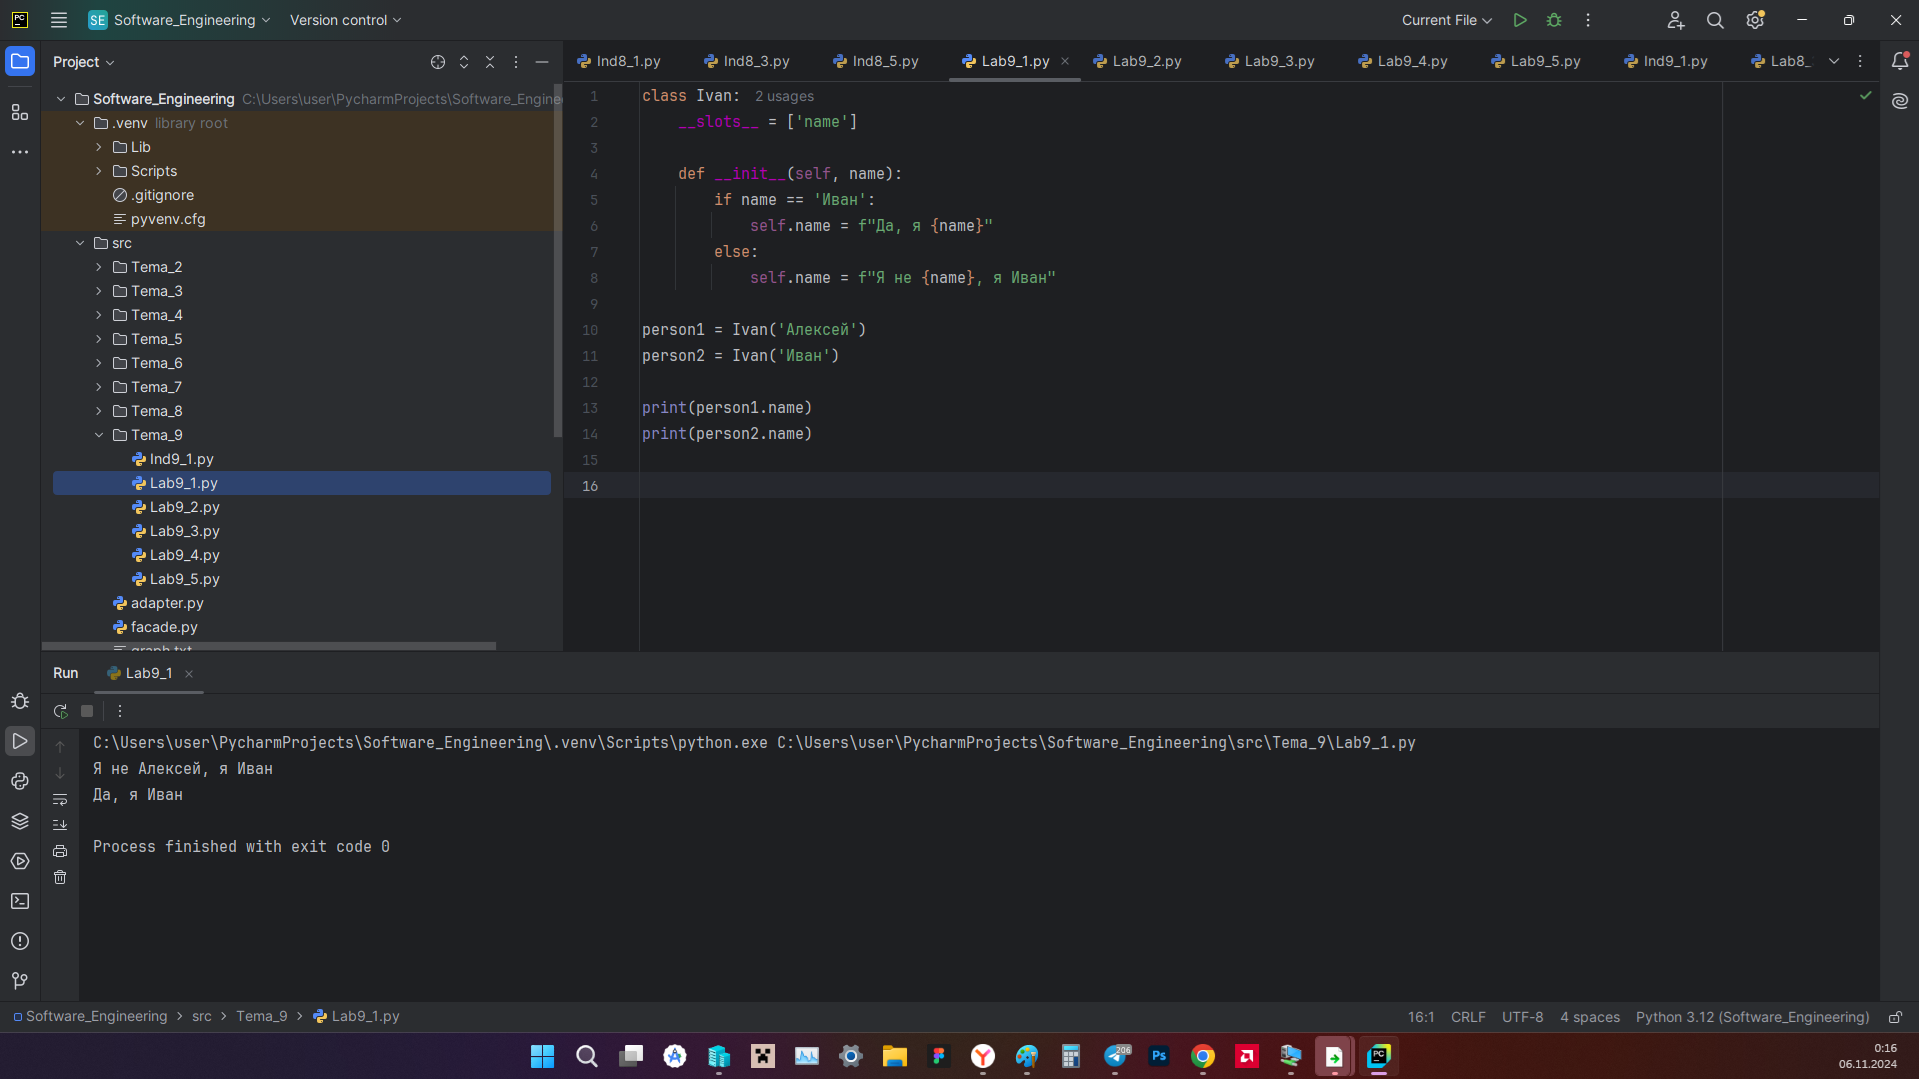 PC SE Software_Engineering Version control Current File
Project
Ind8_1.py Ind8_3.py Ind8_5.py Lab9_1.py Lab9_2.py Lab9_3.py Lab9_4.py Lab9_5.py Ind9_1.py Lab8_
Software_Engineering C:\Users\user\PycharmProjects\Software_Engine
.venv library root
Lib
Scripts
.gitignore
pyvenv.cfg
src
Tema_2
Tema_3
Tema_4
Tema_5
Tema_6
Tema_7
Tema_8
Tema_9
Ind9_1.py
Lab9_1.py
Lab9_2.py
Lab9_3.py
Lab9_4.py
Lab9_5.py
adapter.py
facade.py
graph.txt
1 class Ivan: 2 usages
2 __slots__ = ['name']
3
4 def __init__(self, name):
5 if name == 'Иван':
6 self.name = f"Да, я {name}"
7 else:
8 self.name = f"Я не {name}, я Иван"
9
10 person1 = Ivan('Алексей')
11 person2 = Ivan('Иван')
12
13 print(person1.name)
14 print(person2.name)
15
16
Run Lab9_1
C:\Users\user\PycharmProjects\Software_Engineering\.venv\Scripts\python.exe C:\Users\user\PycharmProjects\Software_Engineering\src\Tema_9\Lab9_1.py
Я не Алексей, я Иван
Да, я Иван
Process finished with exit code 0
Software_Engineering > src > Tema_9 > Lab9_1.py 16:1 CRLF UTF-8 4 spaces Python 3.12 (Software_Engineering)
206 Ps PC
0:16
06.11.2024